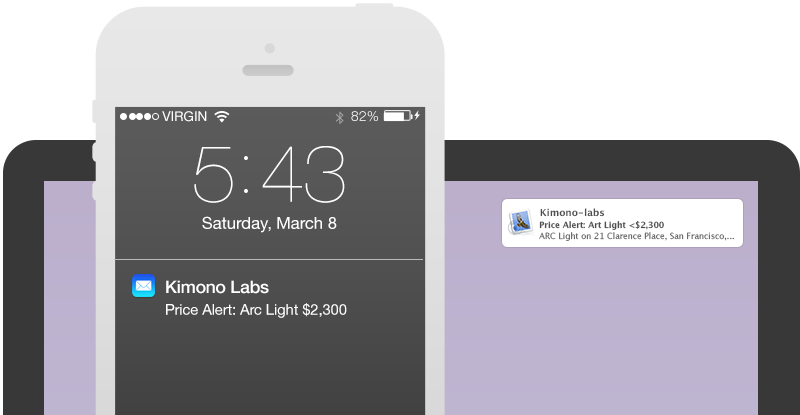 VIRGIN 82%
5:43
Saturday, March 8
Kimono Labs
Price Alert: Arc Light $2,300
Kimono-labs
Price Alert: Art Light <$2,300
ARC Light on 21 Clarence Place, San Francisco,...